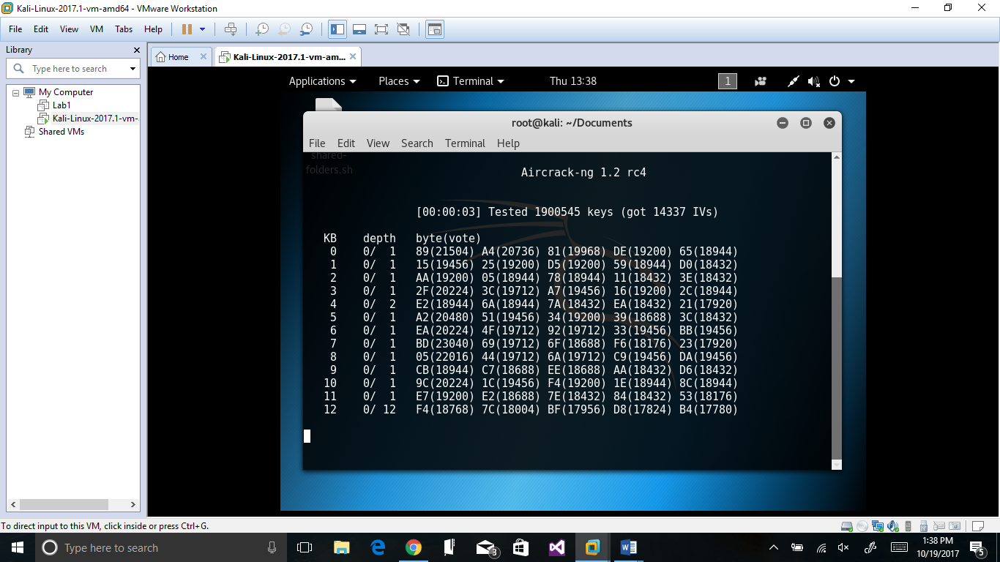 Kali-Linux-2017.1-vm-amd64 - VMware Workstation
File Edit View VM Tabs Help
Library
Type here to search
My Computer
Lab1
Kali-Linux-2017.1-vm-
Shared VMs
Home Kali-Linux-2017.1-vm-am...
Applications Places Terminal Thu 13:38 1
root@kali: ~/Documents
File Edit View Search Terminal Help
shared-
folders.sh
Aircrack-ng 1.2 rc4
[00:00:03] Tested 1900545 keys (got 14337 IVs)
KB depth byte(vote)
0 0/ 1 89(21504) A4(20736) 81(19968) DE(19200) 65(18944)
1 0/ 1 15(19456) 25(19200) D5(19200) 59(18944) D0(18432)
2 0/ 1 AA(19200) 05(18944) 78(18944) 11(18432) 3E(18432)
3 0/ 1 2F(20224) 3C(19712) A7(19456) 16(19200) 2C(18944)
4 0/ 2 E2(18944) 6A(18944) 7A(18432) EA(18432) 21(17920)
5 0/ 1 A2(20480) 51(19456) 34(19200) 39(18688) 3C(18432)
6 0/ 1 EA(20224) 4F(19712) 92(19712) 33(19456) BB(19456)
7 0/ 1 BD(23040) 69(19712) 6F(18688) F6(18176) 23(17920)
8 0/ 1 05(22016) 44(19712) 6A(19712) C9(19456) DA(19456)
9 0/ 1 CB(18944) C7(18688) EE(18688) AA(18432) D6(18432)
10 0/ 1 9C(20224) 1C(19456) F4(19200) 1E(18944) 8C(18944)
11 0/ 1 E7(19200) E2(18688) 7E(18432) 84(18432) 53(18176)
12 0/ 12 F4(18768) 7C(18004) BF(17956) D8(17824) B4(17780)
To direct input to this VM, click inside or press Ctrl+G.
Type here to search
3
1:38 PM
10/19/2017
5